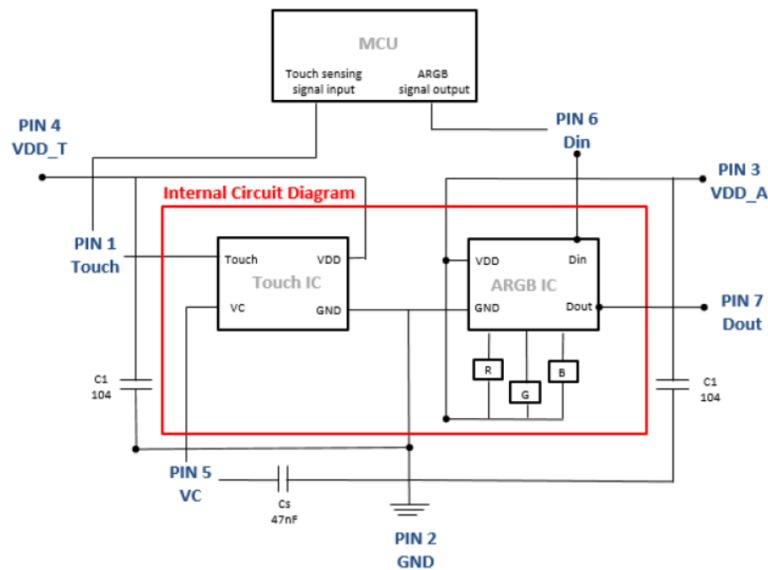 MCU
Touch sensing
signal input
ARGB
signal output
PIN 4
VDD_T
PIN 6
Din
PIN 3
VDD_A
Internal Circuit Diagram
PIN 1
Touch
Touch
VDD
Touch IC
VC
GND
VDD
Din
ARGB IC
GND
Dout
PIN 7
Dout
R
G
B
C1
104
C1
104
PIN 5
VC
Cs
47nF
PIN 2
GND